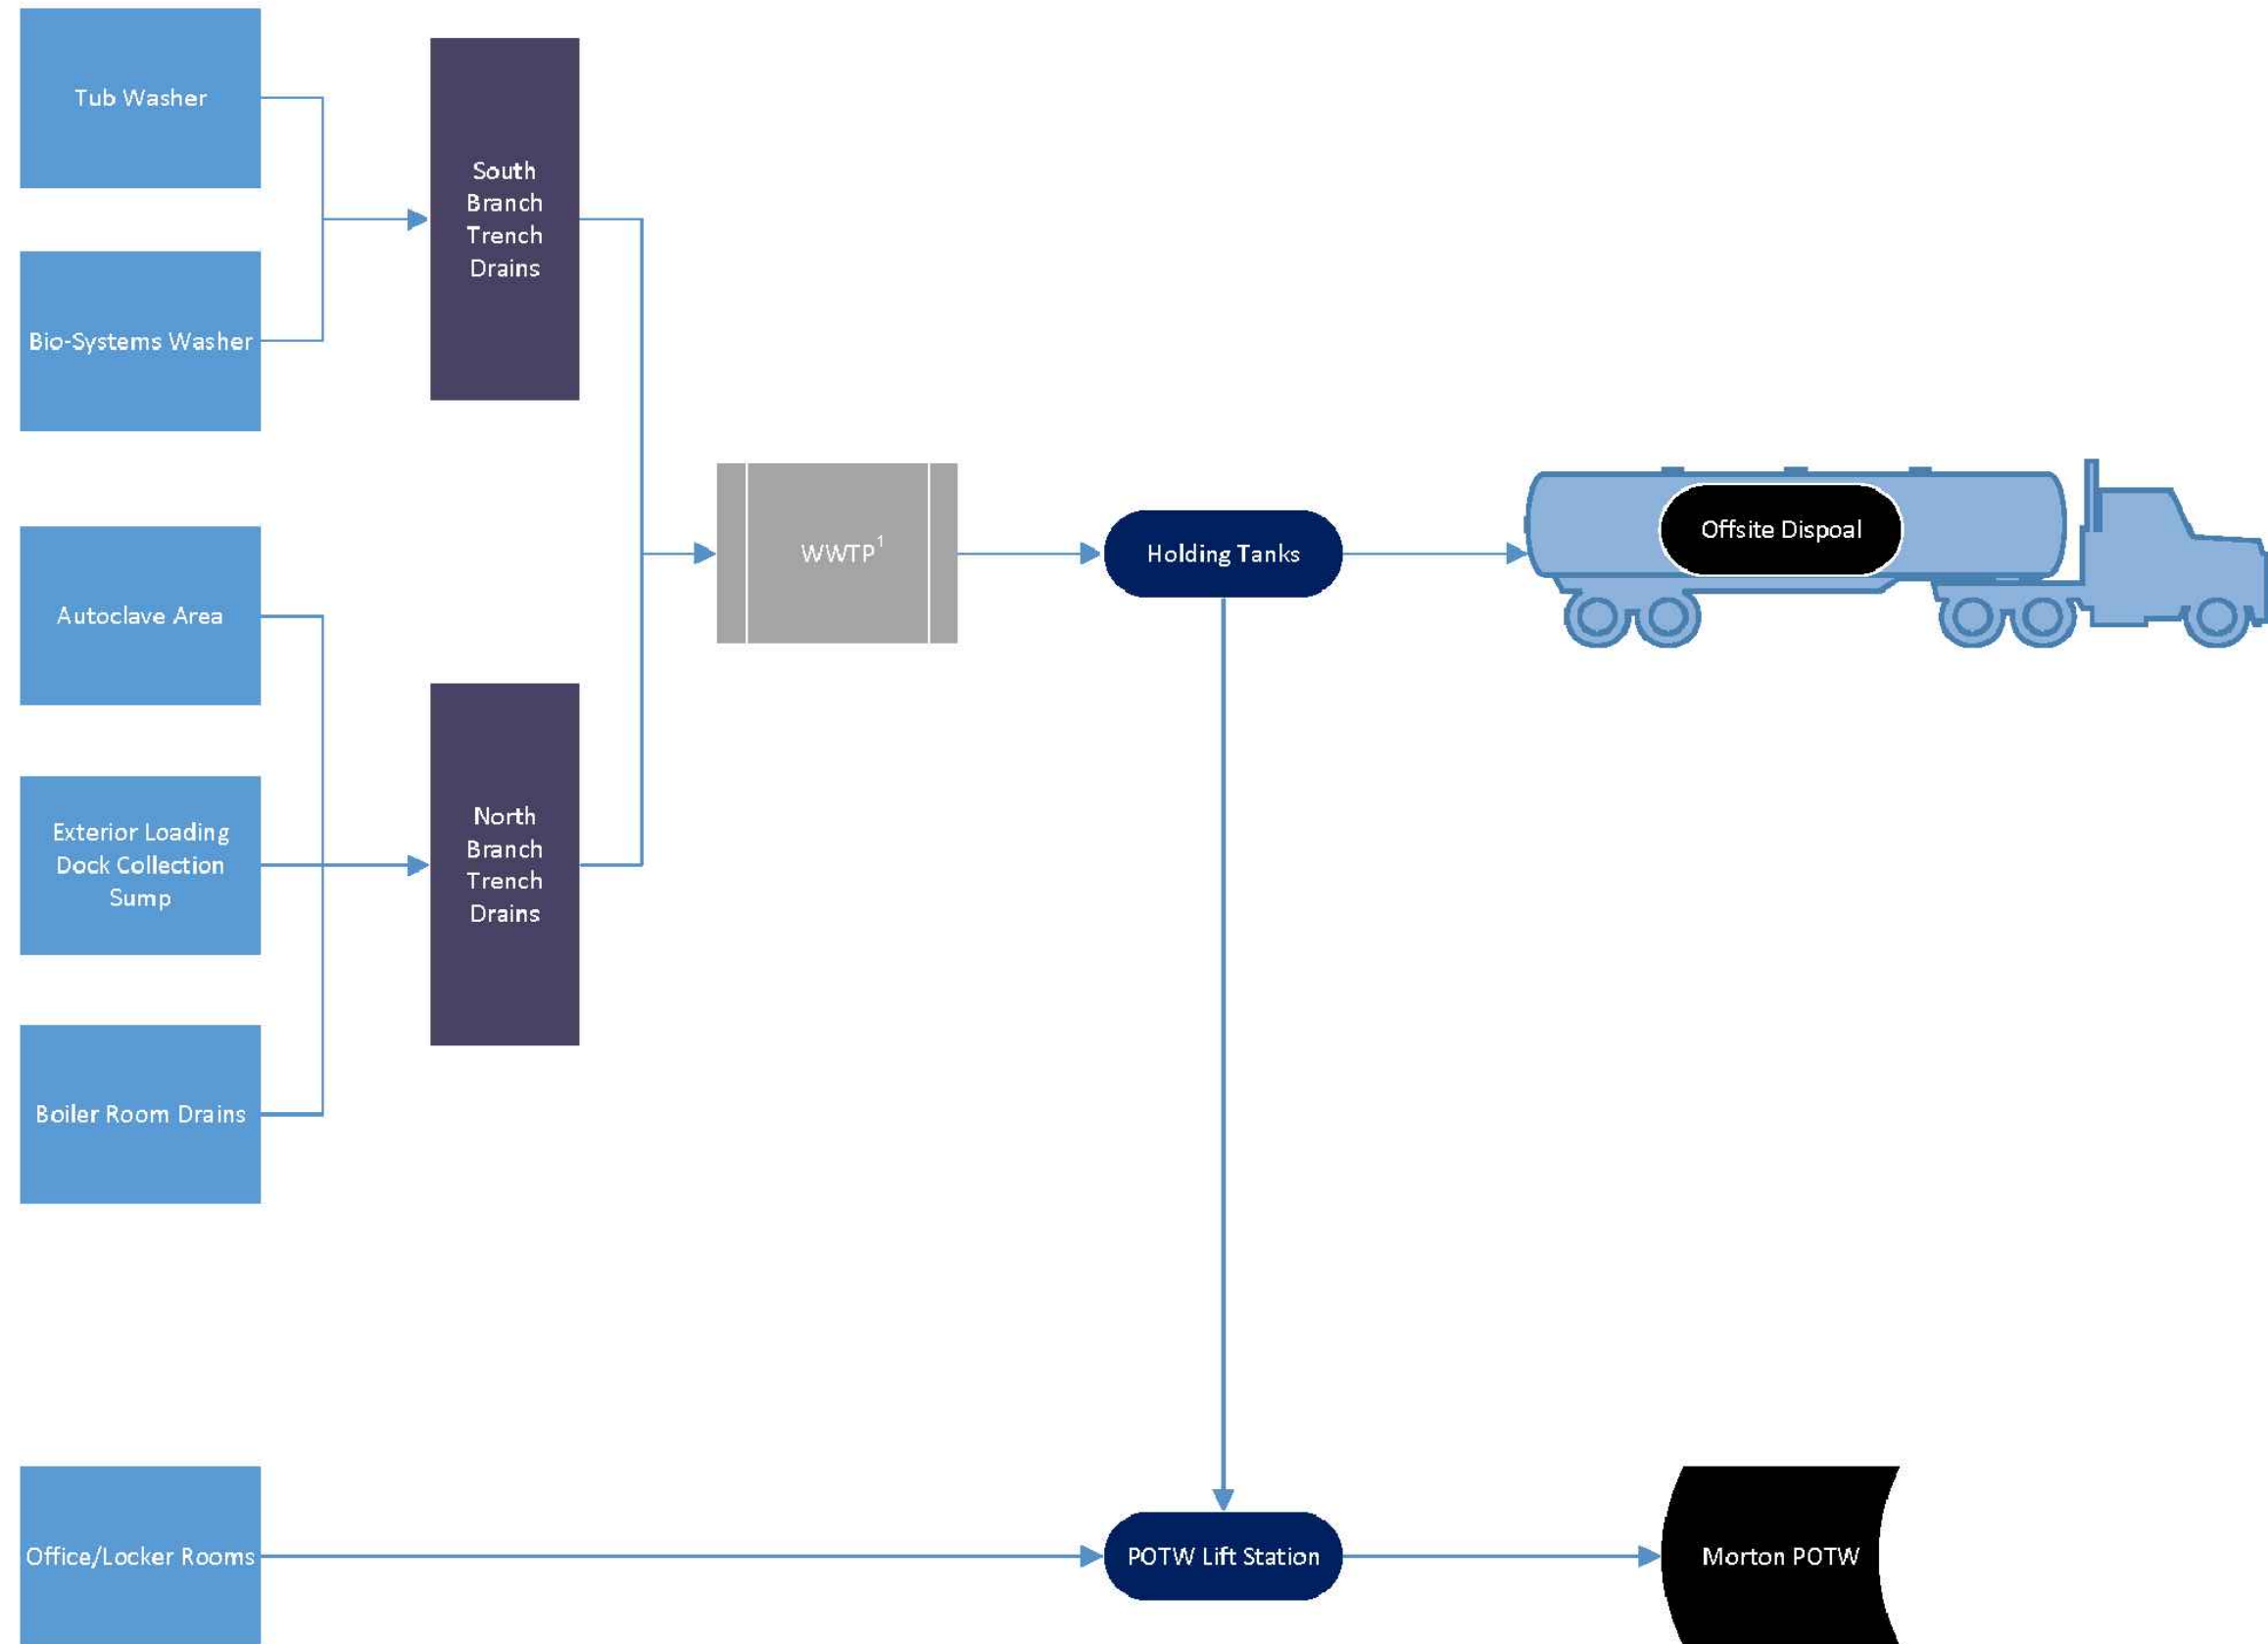 Tub Washer
Bio-Systems Washer
South
Branch
Trench
Drains
Autoclave Area
Exterior Loading
Dock Collection
Sump
Boiler Room Drains
North
Branch
Trench
Drains
WWTP¹
Holding Tanks
Offsite Dispoal
Office/Locker Rooms
POTW Lift Station
Morton POTW